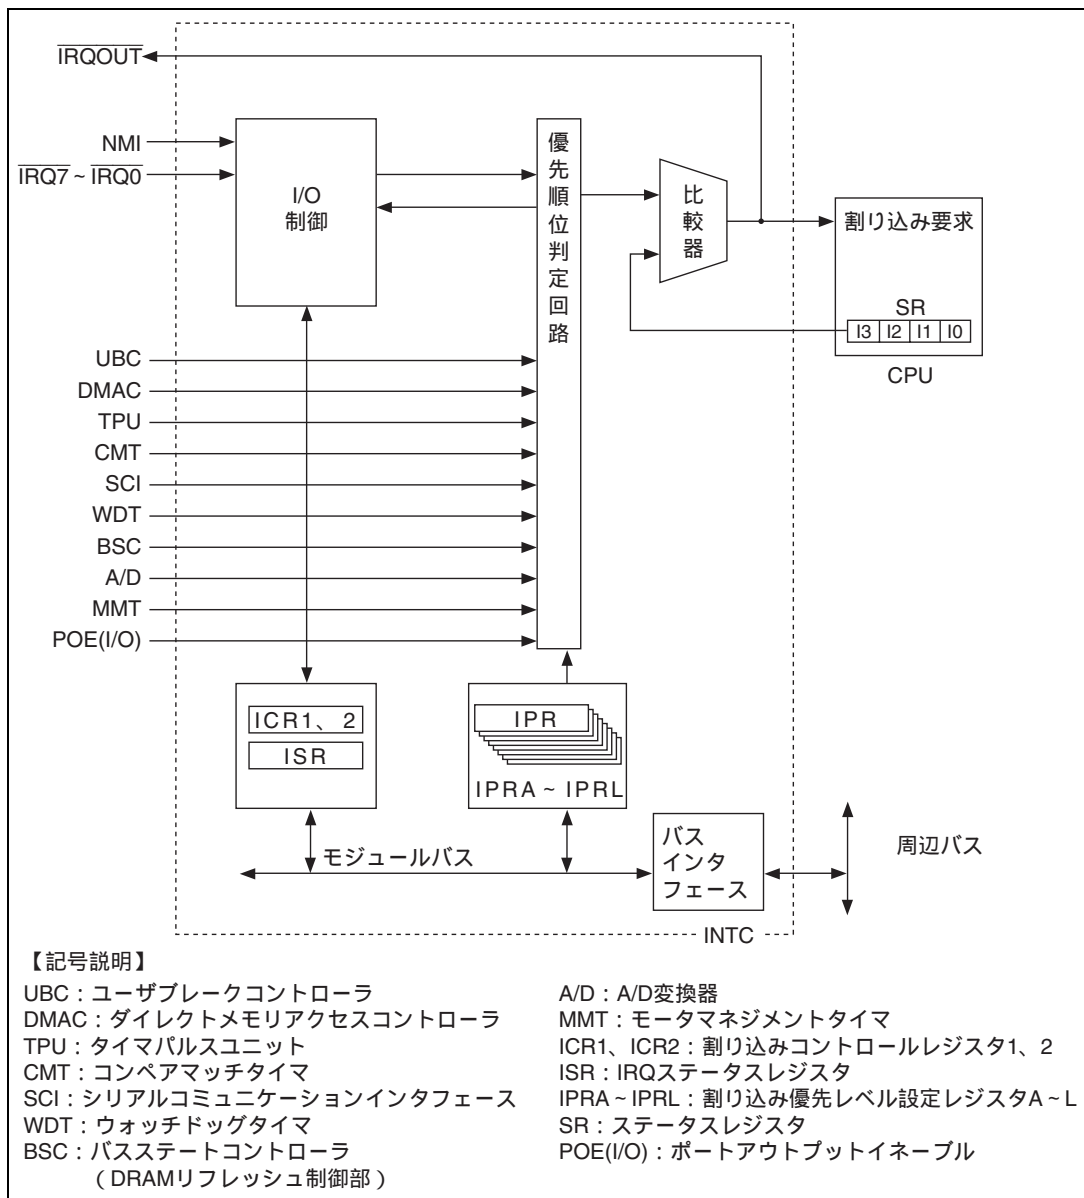 IRQOUT
NMI
IRQ7 ~ IRQ0
I/O
制御
優先順位判定回路
比較器
割り込み要求
SR
I3 I2 I1 I0
CPU
UBC
DMAC
TPU
CMT
SCI
WDT
BSC
A/D
MMT
POE(I/O)
ICR1、2
ISR
IPR
IPRA ~ IPRL
モジュールバス
バス
インタ
フェース
周辺バス
INTC
【記号説明】
UBC：ユーザブレークコントローラ
DMAC：ダイレクトメモリアクセスコントローラ
TPU：タイマパルスユニット
CMT：コンペアマッチタイマ
SCI：シリアルコミュニケーションインタフェース
WDT：ウォッチドッグタイマ
BSC：バスステートコントローラ
（DRAMリフレッシュ制御部）
A/D：A/D変換器
MMT：モータマネジメントタイマ
ICR1、ICR2：割り込みコントロールレジスタ1、2
ISR：IRQステータスレジスタ
IPRA ~ IPRL：割り込み優先レベル設定レジスタA ~ L
SR：ステータスレジスタ
POE(I/O)：ポートアウトプットイネーブル